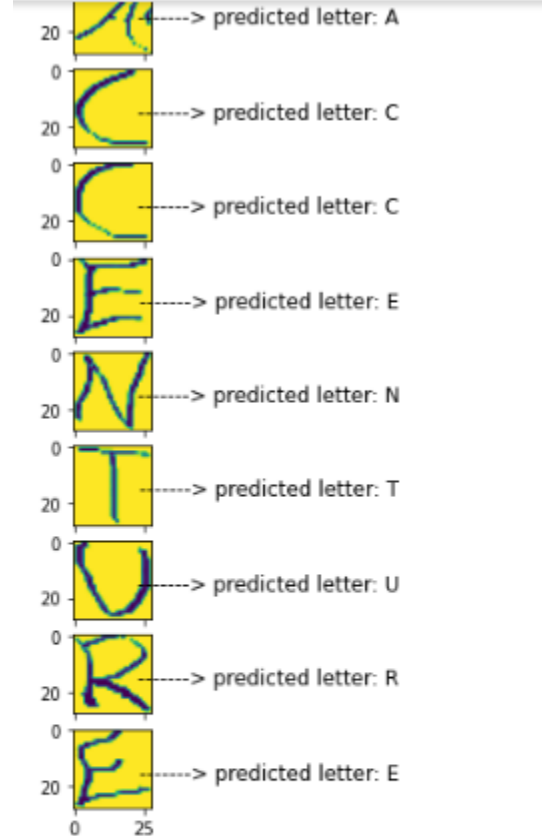 20 -----> predicted letter: A
0
C -----> predicted letter: C
20
0
C -----> predicted letter: C
20
0
E -----> predicted letter: E
20
0
N -----> predicted letter: N
20
0
T -----> predicted letter: T
20
0
U -----> predicted letter: U
20
0
R -----> predicted letter: R
20
0
E -----> predicted letter: E
20
0 25